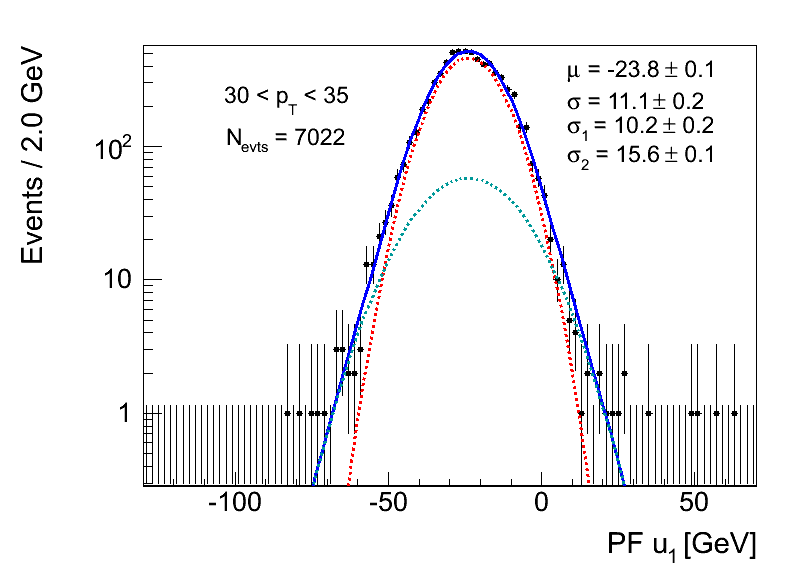 Events / 2.0 GeV
30 < p_T < 35
N_evts = 7022
μ = -23.8 ± 0.1
σ = 11.1 ± 0.2
σ_1 = 10.2 ± 0.2
σ_2 = 15.6 ± 0.1
10^2
10
1
-100 -50 0 50
PF u_1 [GeV]